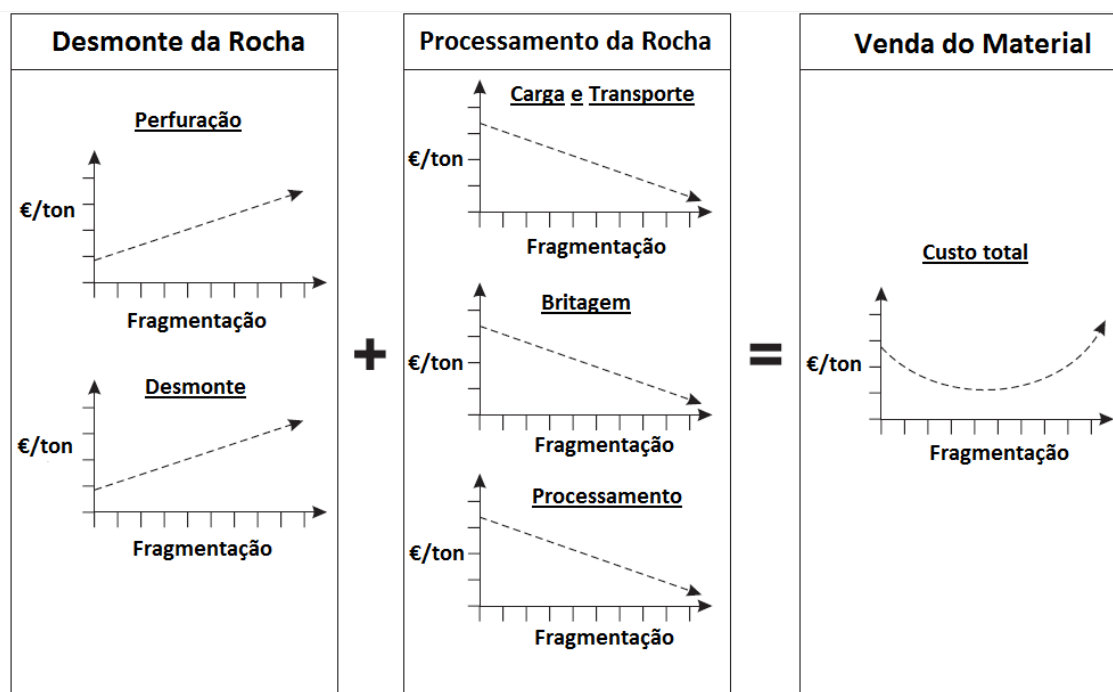 Desmonte da Rocha
Perfuração
€/ton
Fragmentação
Desmonte
€/ton
Fragmentação
+
Processamento da Rocha
Carga e Transporte
€/ton
Fragmentação
Britagem
€/ton
Fragmentação
Processamento
€/ton
Fragmentação
=
Venda do Material
Custo total
€/ton
Fragmentação